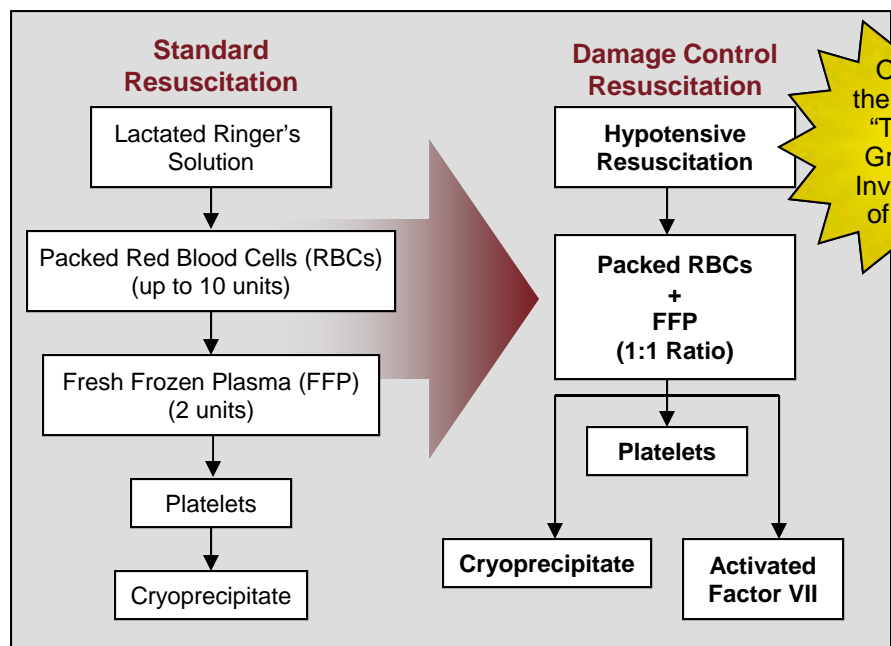 Standard
Resuscitation
Lactated Ringer's
Solution
Packed Red Blood Cells (RBCs)
(up to 10 units)
Fresh Frozen Plasma (FFP)
(2 units)
Platelets
Cryoprecipitate
Damage Control
Resuscitation
Hypotensive
Resuscitation
Packed RBCs
+
FFP
(1:1 Ratio)
Platelets
Cryoprecipitate
Activated
Factor VII
the
of